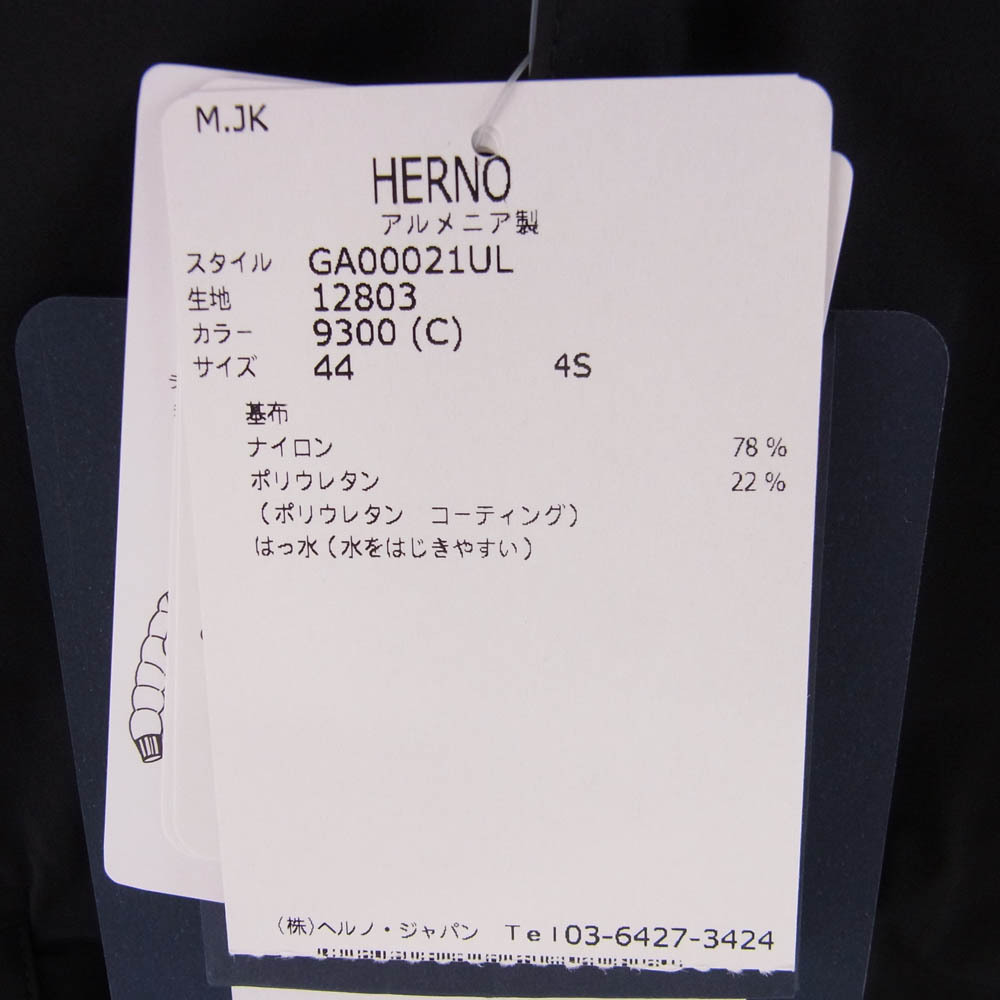 M.JK
HERNO
アルメニア製
スタイル GA00021UL
生地 12803
カラー 9300 (C)
サイズ 44 4S
基布
ナイロン 78 %
ポリウレタン 22 %
(ポリウレタン コーティング)
はっ水(水をはじきやすい)
(株)ヘルノ・ジャパン Tel03-6427-3424